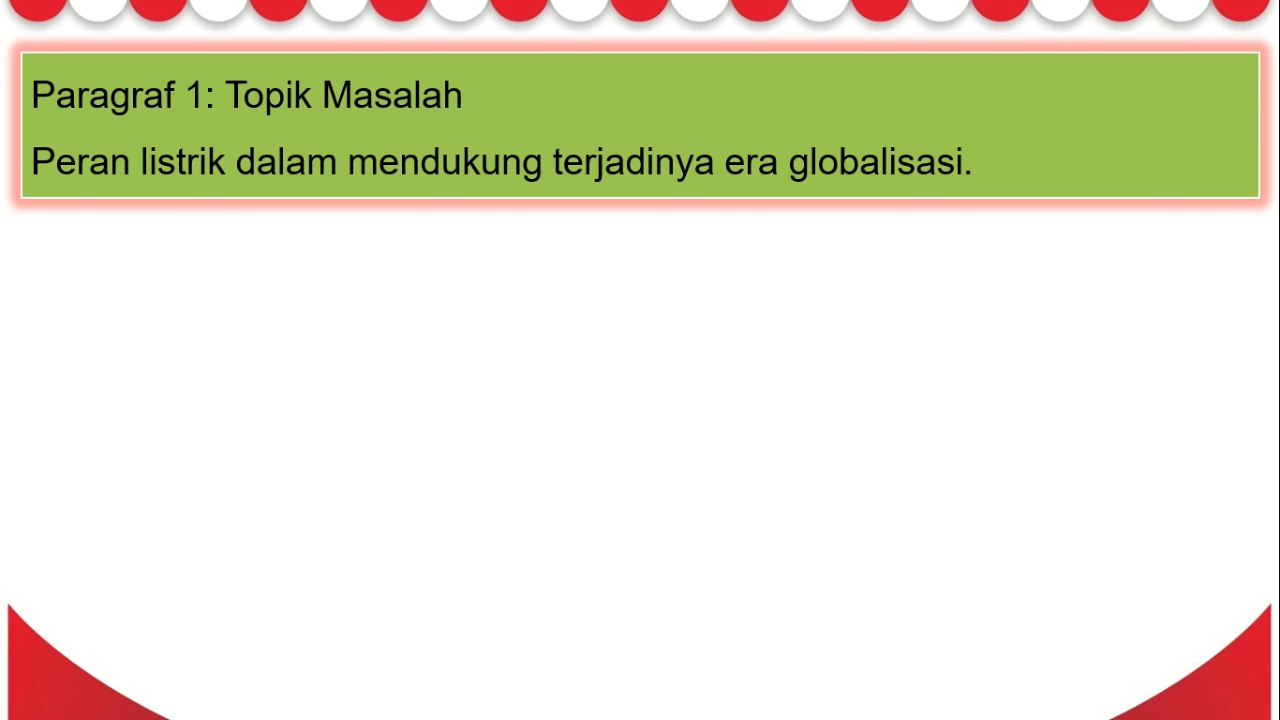 Paragraf 1: Topik Masalah
Peran listrik dalam mendukung terjadinya era globalisasi.